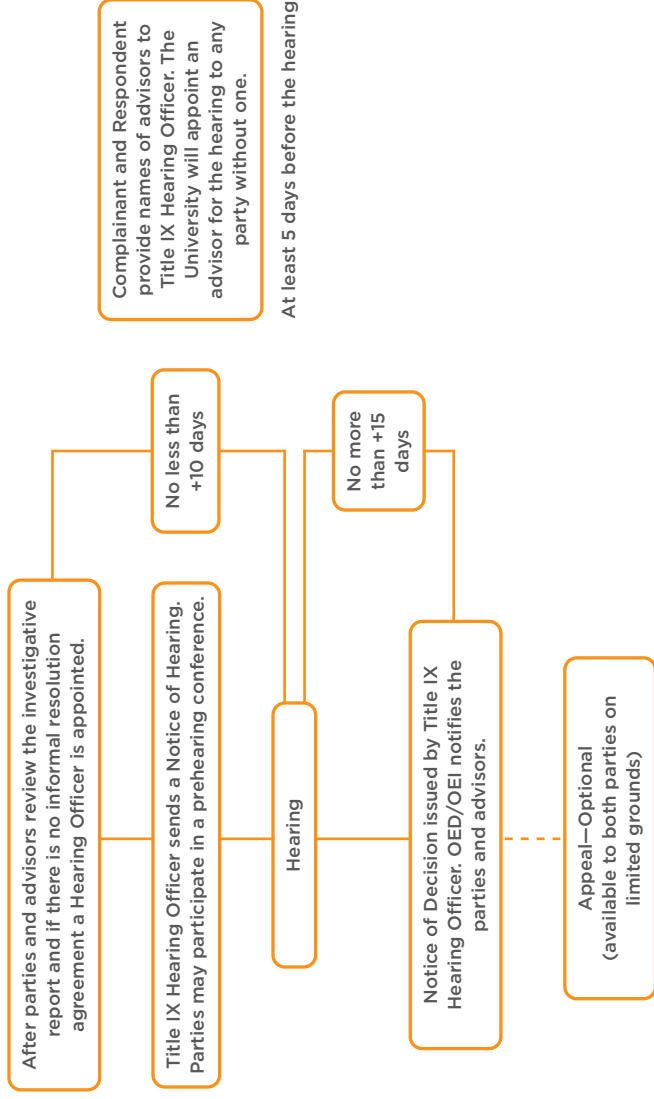 After parties and advisors review the investigative
report and if there is no informal resolution
agreement a Hearing Officer is appointed.
No less than
+10 days
Complainant and Respondent
provide names of advisors to
Title IX Hearing Officer. The
University will appoint an
advisor for the hearing to any
party without one.
At least 5 days before the hearing
Title IX Hearing Officer sends a Notice of Hearing.
Parties may participate in a prehearing conference.
Hearing
No more
than +15
days
Notice of Decision issued by Title IX
Hearing Officer. OED/OEI notifies the
parties and advisors.
Appeal—Optional
(available to both parties on
limited grounds)